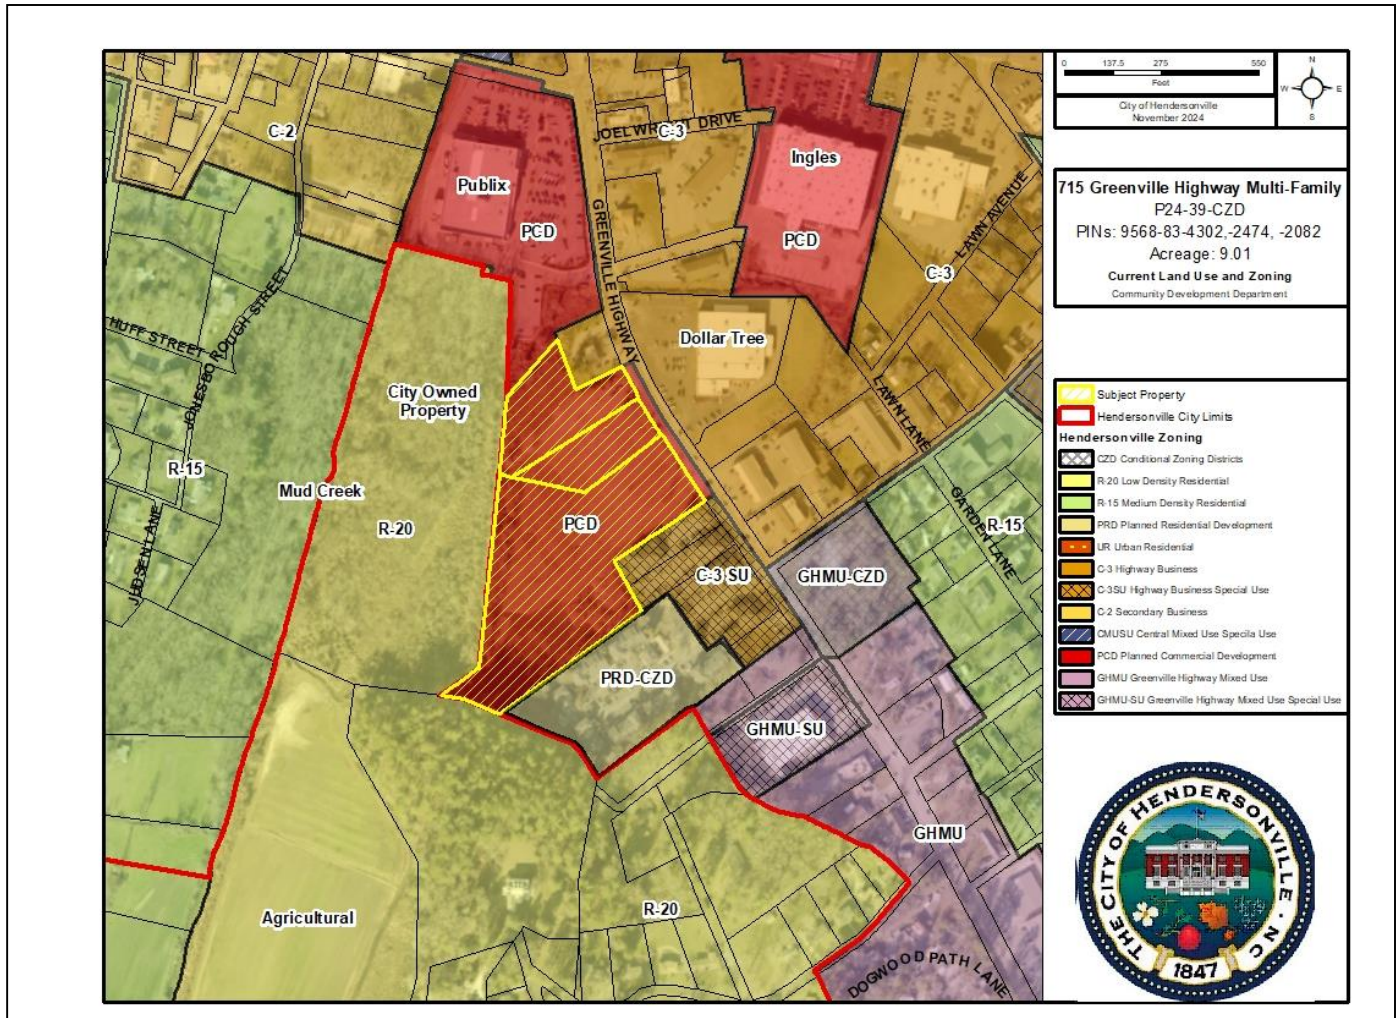 0 137.5 275 550
Feet
City of Hendersonville
November 2024
N
W E
S
715 Greenville Highway Multi-Family
P24-39-CZD
PINs: 9568-83-4302,-2474, -2082
Acreage: 9.01
Current Land Use and Zoning
Community Development Department
Subject Property
Hendersonville City Limits
Hendersonville Zoning
CZD Conditional Zoning Districts
R-20 Low Density Residential
R-15 Medium Density Residential
PRD Planned Residential Development
UR Urban Residential
C-3 Highway Business
C-3SU Highway Business Special Use
C-2 Secondary Business
CMUSU Central Mixed Use Specila Use
PCD Planned Commercial Development
GHMU Greenville Highway Mixed Use
GHMU-SU Greenville Highway Mixed Use Special Use
THE CITY OF HENDERSONVILLE · NC
1847
C-2
JOEL WRIGHT DRIVE
C-3
Ingles
Publix
PCD
PCD
GREENVILLE HIGHWAY
LAWN AVENUE
C-3
HUFF STREET
JONESBOROUGH STREET
Dollar Tree
City Owned
Property
LAWN LANE
R-15
Mud Creek
R-20
PCD
GARDEN LANE
R-15
JUDSEN LANE
C-3 SU
GHMU-CZD
PRD-CZD
GHMU-SU
GHMU
Agricultural
R-20
DOGWOOD PATH LANE